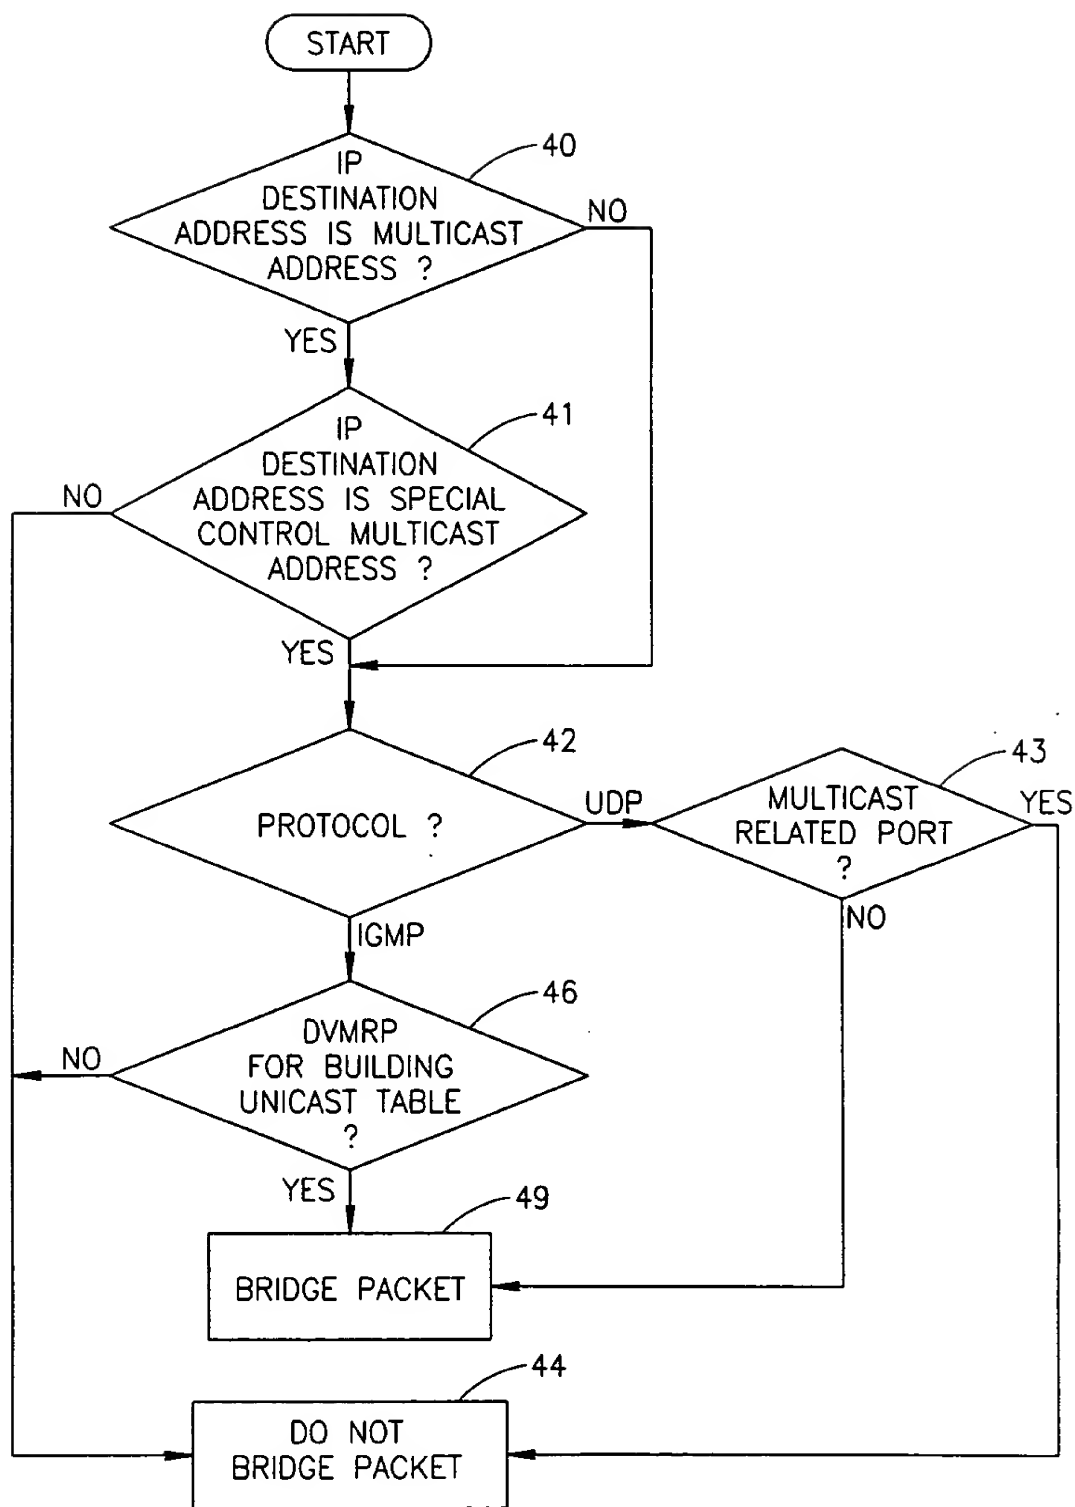 START
40
IP
DESTINATION
ADDRESS IS MULTICAST
ADDRESS ?
NO
YES
41
IP
DESTINATION
ADDRESS IS SPECIAL
CONTROL MULTICAST
ADDRESS ?
NO
YES
42
PROTOCOL ?
UDP
43
MULTICAST
RELATED PORT
?
YES
NO
IGMP
46
DVMRP
FOR BUILDING
UNICAST TABLE
?
NO
YES
49
BRIDGE PACKET
44
DO NOT
BRIDGE PACKET